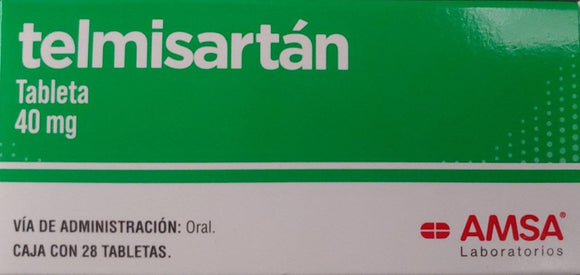 telmisartán
Tableta
40 mg
VÍA DE ADMINISTRACIÓN: Oral.
CAJA CON 28 TABLETAS.
AMSA®
Laboratorios